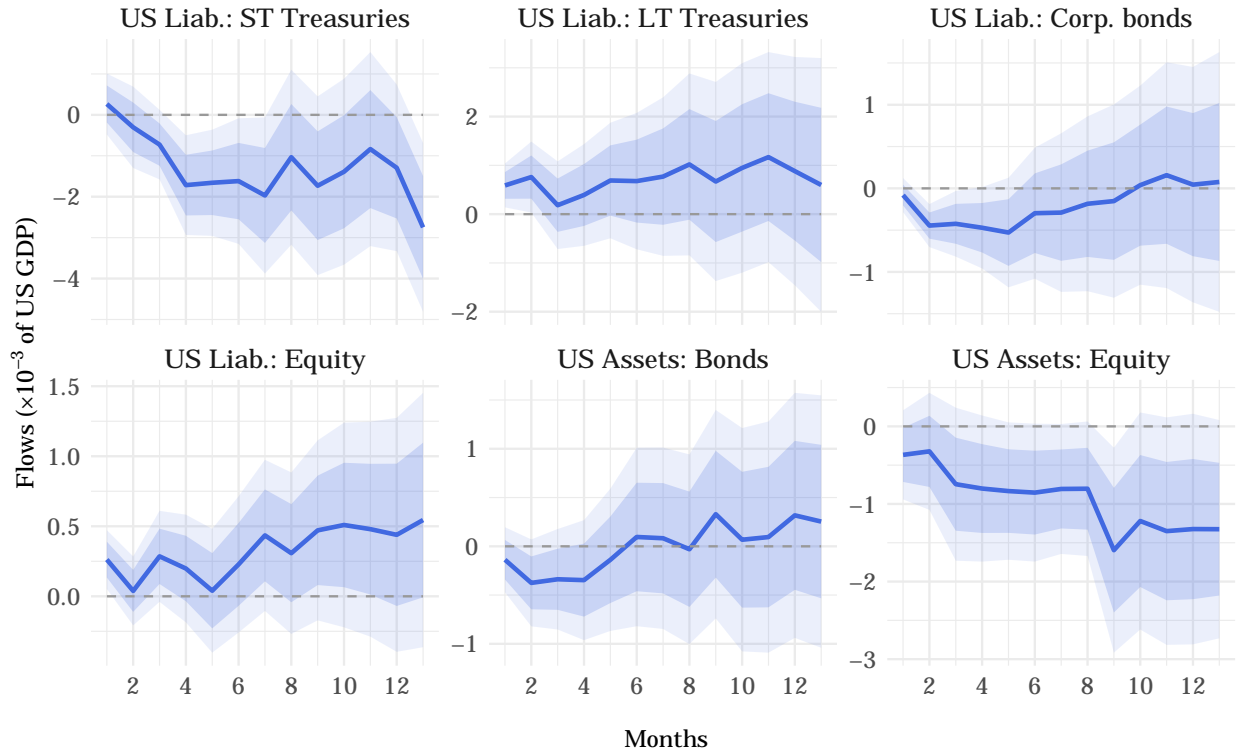 US Liab.: ST Treasuries
US Liab.: LT Treasuries
US Liab.: Corp. bonds
0
−2
−4
2
0
−2
1
0
−1
Flows (×10⁻³ of US GDP)
US Liab.: Equity
US Assets: Bonds
US Assets: Equity
1.5
1.0
0.5
0.0
1
0
−1
0
−1
−2
−3
2 4 6 8 10 12
2 4 6 8 10 12
2 4 6 8 10 12
Months